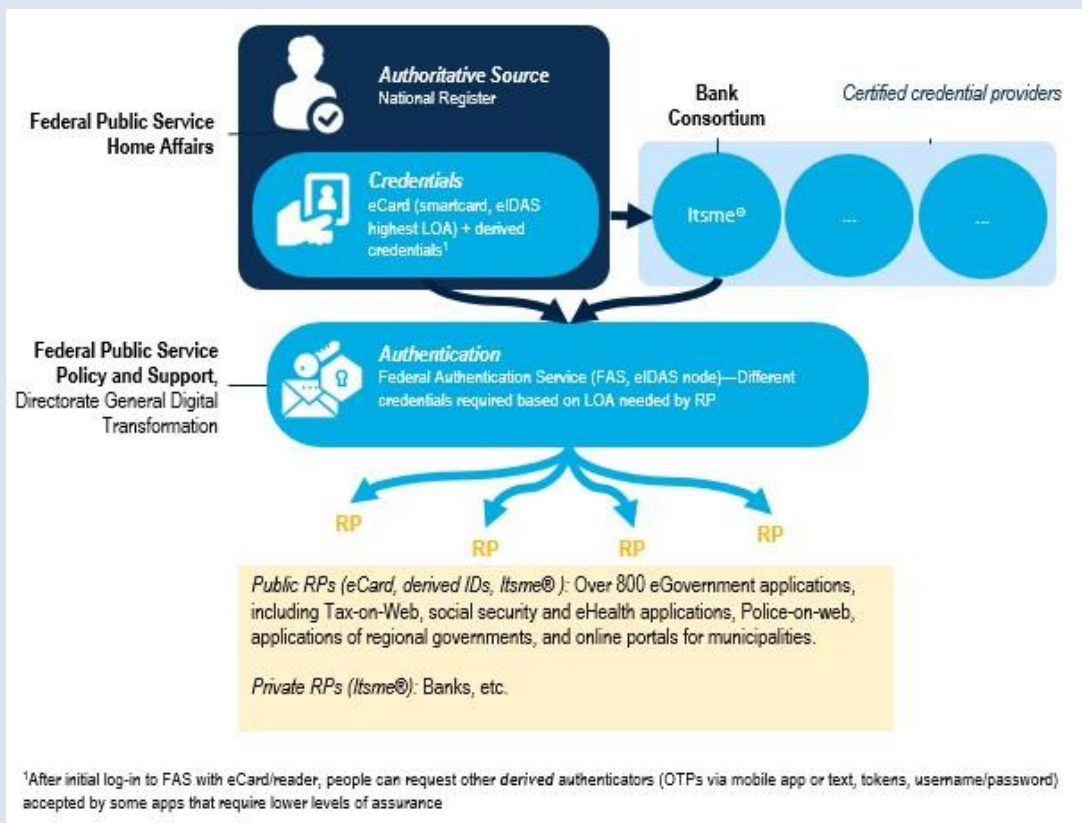 Authoritative Source
National Register
Federal Public Service
Home Affairs
Credentials
eCard (smartcard, eIDAS
highest LOA) + derived
credentials¹
Bank
Consortium
Certified credential providers
Itsme®
...
...
Federal Public Service
Policy and Support,
Directorate General Digital
Transformation
Authentication
Federal Authentication Service (FAS, eIDAS node)—Different
credentials required based on LOA needed by RP
RP
RP
RP
RP
Public RPs (eCard, derived IDs, Itsme® ): Over 800 eGovernment applications,
including Tax-on-Web, social security and eHealth applications, Police-on-web,
applications of regional governments, and online portals for municipalities.
Private RPs (Itsme®): Banks, etc.
¹After initial log-in to FAS with eCard/reader, people can request other derived authenticators (OTPs via mobile app or text, tokens, username/password)
accepted by some apps that require lower levels of assurance